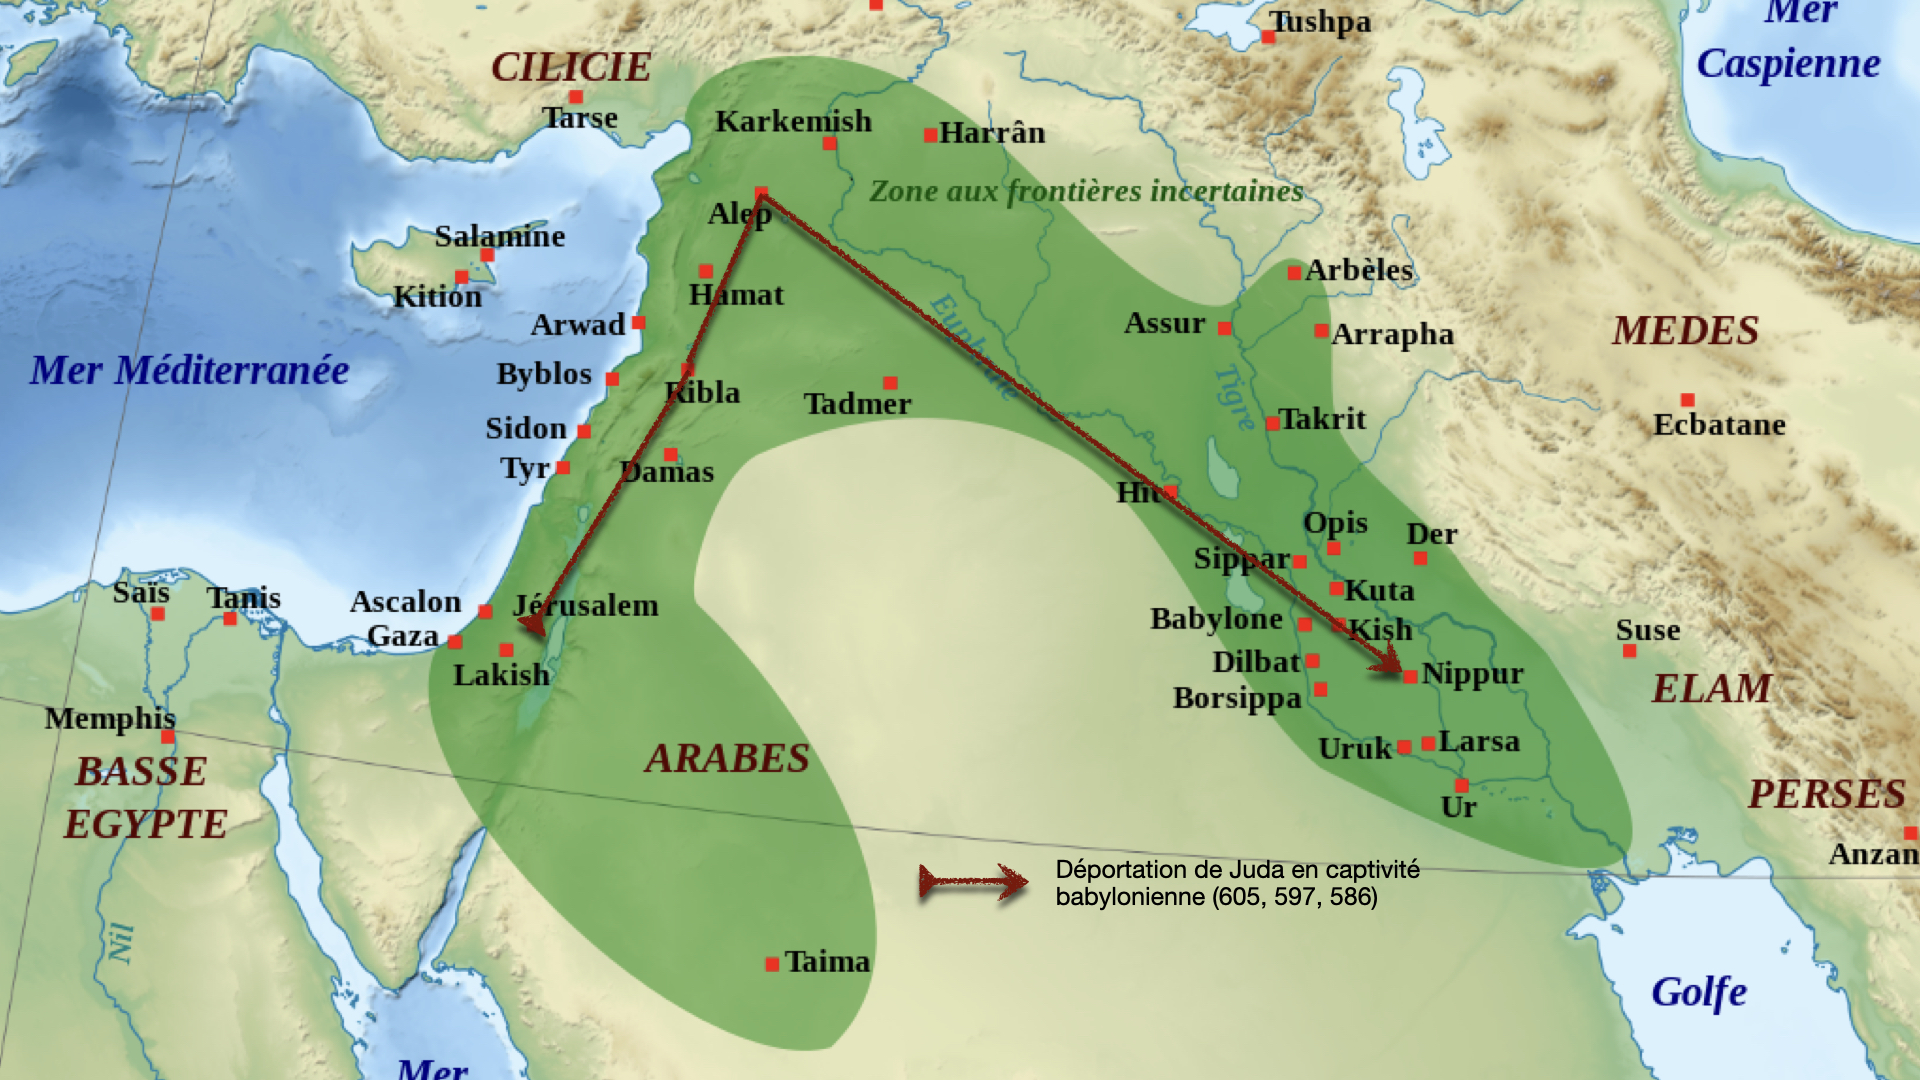 Mer
Caspienne
Tushpa
CILICIE
Tarse
Karkemish
Harrân
Zone aux frontières incertaines
Alep
Salamine
Kition
Hamat
Arbèles
Arwad
Assur
Arrapha
MEDES
Euphrate
Mer Méditerranée
Byblos
Ribla
Tadmer
Tigre
Takrit
Ecbatane
Sidon
Tyr
Damas
Hit
Opis
Der
Sippar
Saïs
Tanis
Ascalon
Jérusalem
Kuta
Gaza
Babylone
Kish
Suse
Lakish
Dilbat
Nippur
ELAM
Borsippa
Memphis
BASSE
EGYPTE
ARABES
Uruk
Larsa
Ur
PERSES
Anzan
Déportation de Juda en captivité
babylonienne (605, 597, 586)
Nil
Taima
Golfe
Mer